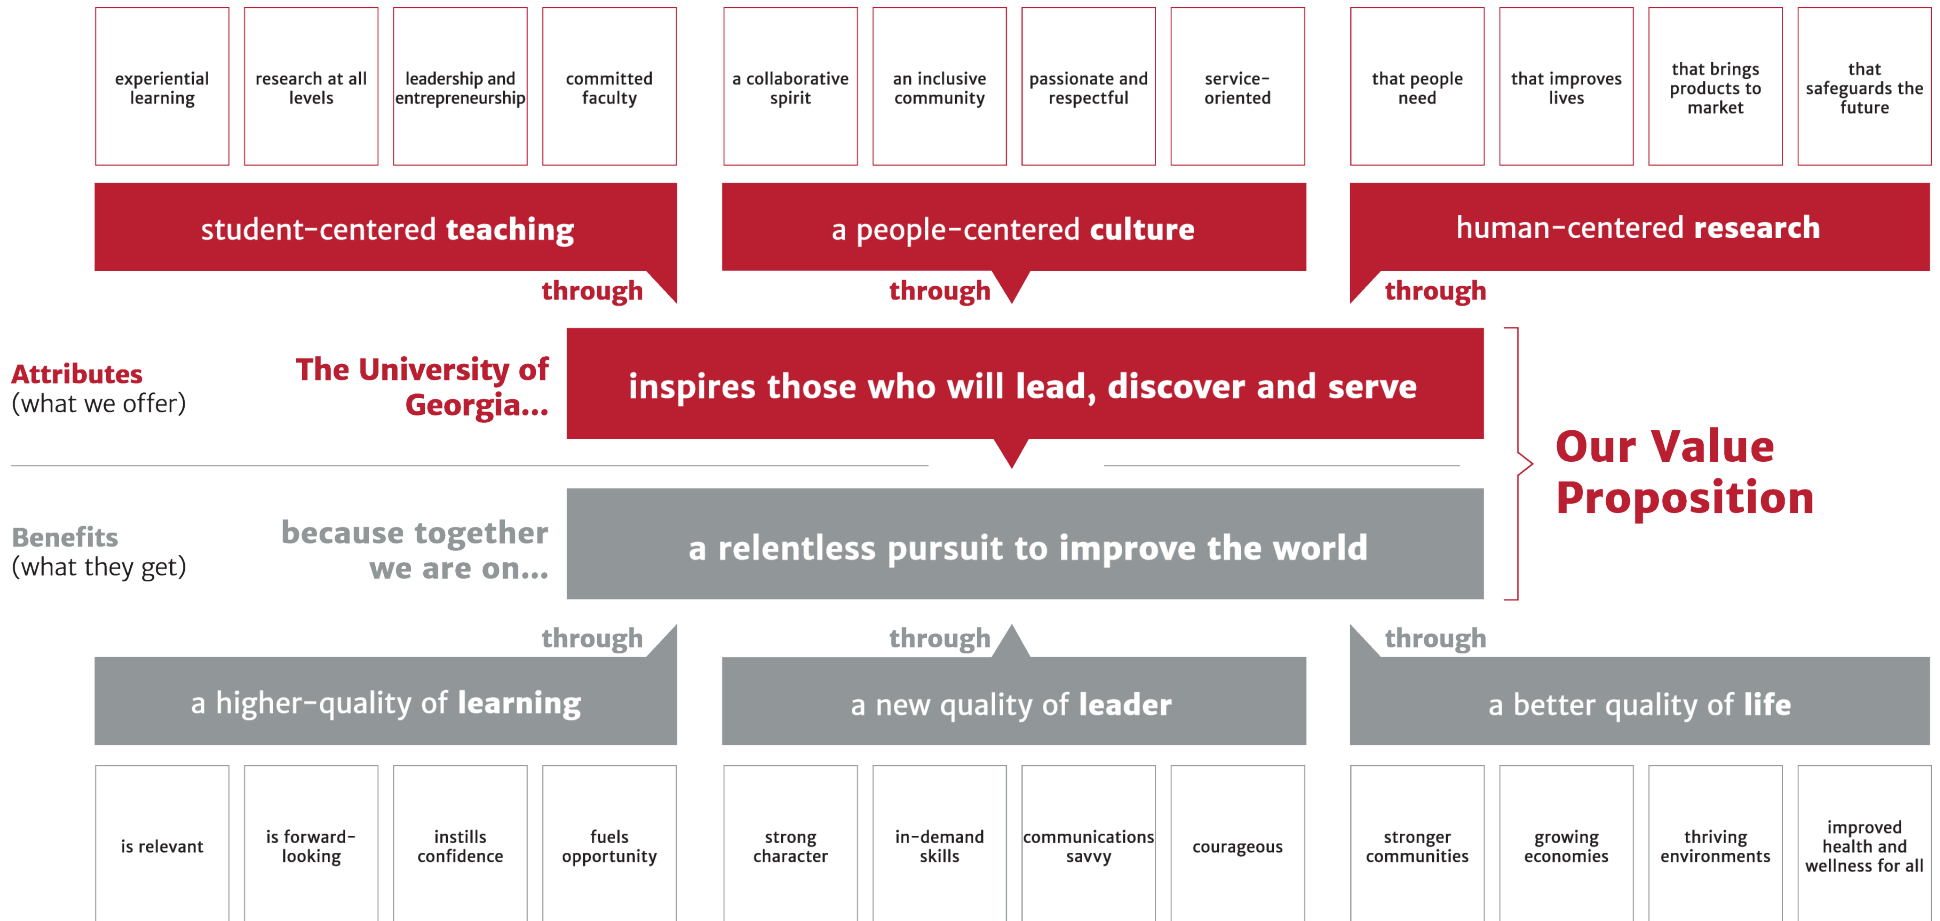 experiential
learning
research at all
levels
leadership and
entrepreneurship
committed
faculty
a collaborative
spirit
an inclusive
community
passionate and
respectful
service-
oriented
that people
need
that improves
lives
that brings
products to
market
that
safeguards the
future
student-centered teaching
a people-centered culture
human-centered research
through
through
through
Attributes
(what we offer)
The University of
Georgia...
inspires those who will lead, discover and serve
Our Value
Proposition
Benefits
(what they get)
because together
we are on...
a relentless pursuit to improve the world
through
through
through
a higher-quality of learning
a new quality of leader
a better quality of life
is relevant
is forward-
looking
instills
confidence
fuels
opportunity
strong
character
in-demand
skills
communications
savvy
courageous
stronger
communities
growing
economies
thriving
environments
improved
health and
wellness for all